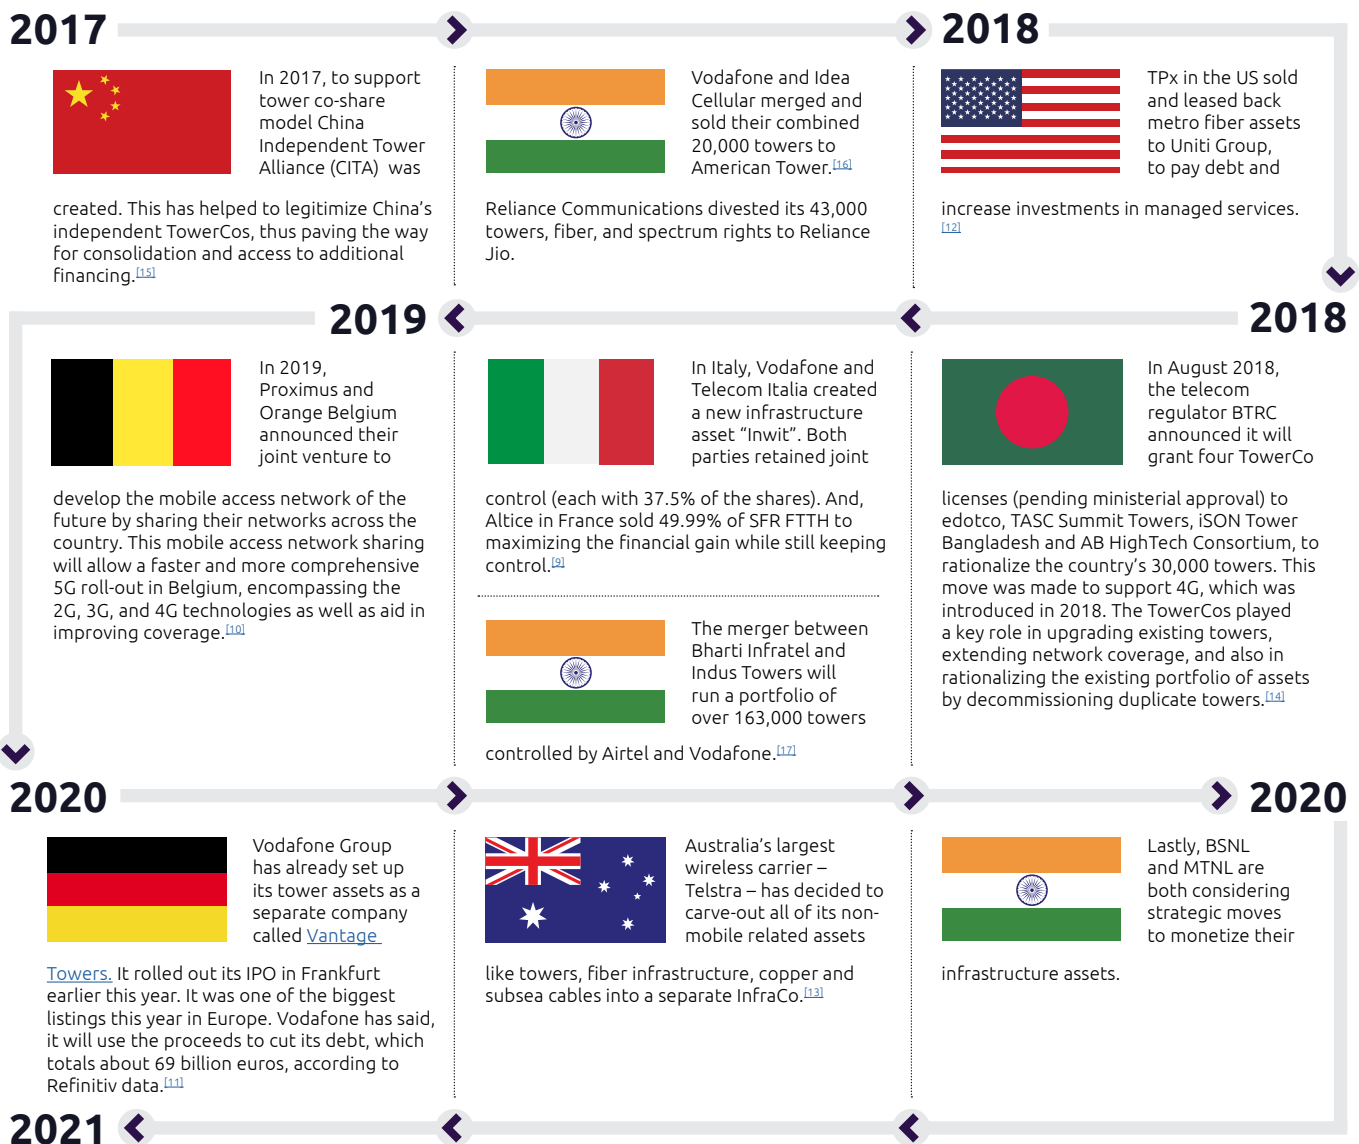 2017
2018
In 2017, to support
tower co-share
model China
Independent Tower
Alliance (CITA) was
created. This has helped to legitimize China's
independent TowerCos, thus paving the way
for consolidation and access to additional
financing.[15]
Vodafone and Idea
Cellular merged and
sold their combined
20,000 towers to
American Tower.[16]
Reliance Communications divested its 43,000
towers, fiber, and spectrum rights to Reliance
Jio.
TPx in the US sold
and leased back
metro fiber assets
to Uniti Group,
to pay debt and
increase investments in managed services.
[12]
2019
2018
In 2019,
Proximus and
Orange Belgium
announced their
joint venture to
develop the mobile access network of the
future by sharing their networks across the
country. This mobile access network sharing
will allow a faster and more comprehensive
5G roll-out in Belgium, encompassing the
2G, 3G, and 4G technologies as well as aid in
improving coverage.[10]
In Italy, Vodafone and
Telecom Italia created
a new infrastructure
asset “Inwit”. Both
parties retained joint
control (each with 37.5% of the shares). And,
Altice in France sold 49.99% of SFR FTTH to
maximizing the financial gain while still keeping
control.[9]
The merger between
Bharti Infratel and
Indus Towers will
run a portfolio of
over 163,000 towers
controlled by Airtel and Vodafone.[17]
In August 2018,
the telecom
regulator BTRC
announced it will
grant four TowerCo
licenses (pending ministerial approval) to
edotco, TASC Summit Towers, iSON Tower
Bangladesh and AB HighTech Consortium, to
rationalize the country's 30,000 towers. This
move was made to support 4G, which was
introduced in 2018. The TowerCos played
a key role in upgrading existing towers,
extending network coverage, and also in
rationalizing the existing portfolio of assets
by decommissioning duplicate towers.[14]
2020
2020
Vodafone Group
has already set up
its tower assets as a
separate company
called Vantage
Towers. It rolled out its IPO in Frankfurt
earlier this year. It was one of the biggest
listings this year in Europe. Vodafone has said,
it will use the proceeds to cut its debt, which
totals about 69 billion euros, according to
Refinitiv data.[11]
Australia's largest
wireless carrier –
Telstra – has decided to
carve-out all of its non-
mobile related assets
like towers, fiber infrastructure, copper and
subsea cables into a separate InfraCo.[13]
Lastly, BSNL
and MTNL are
both considering
strategic moves
to monetize their
infrastructure assets.
2021